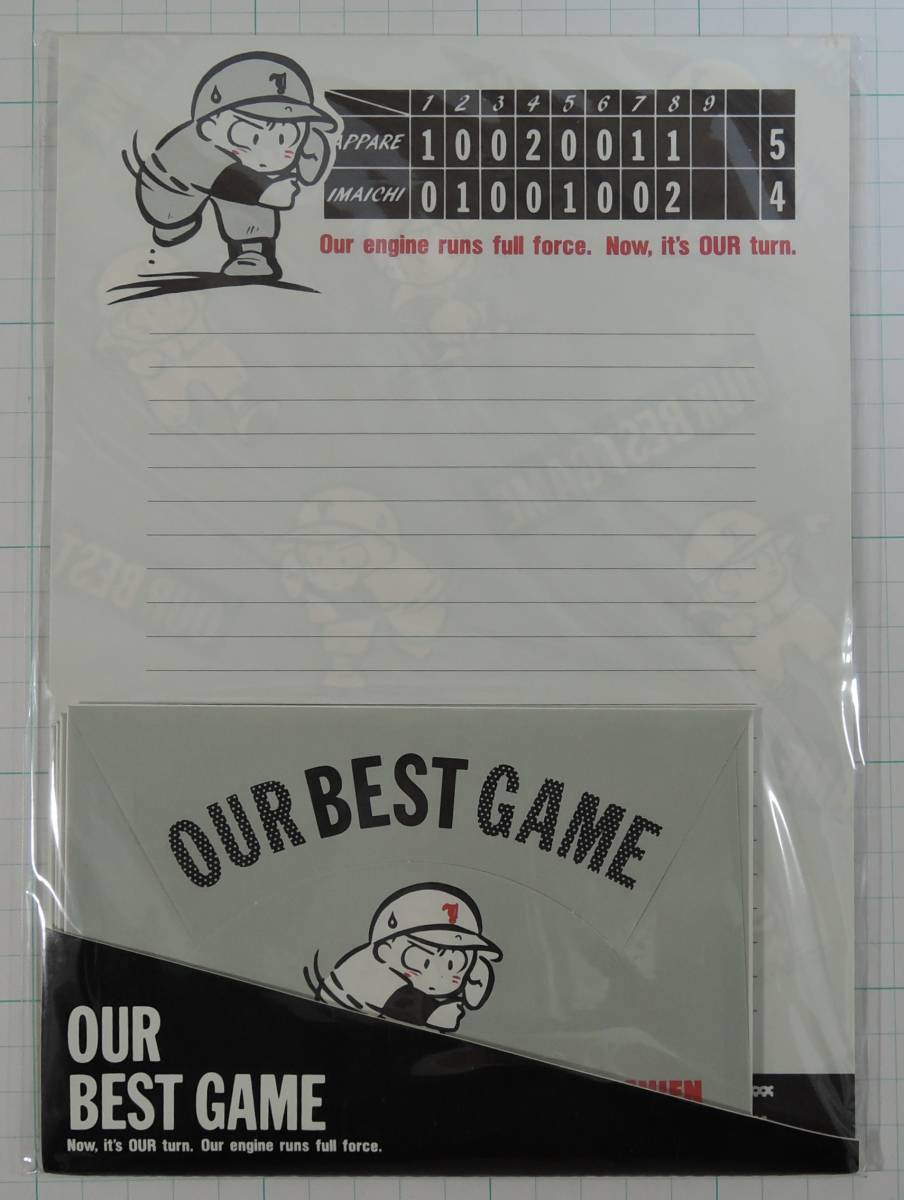 1 2 3 4 5 6 7 8 9
APPARE 1 0 0 2 0 0 1 1 5
IMAICHI 0 1 0 0 1 0 0 2 4
Our engine runs full force. Now, it's OUR turn.
OUR BEST GAME
OUR
BEST GAME
Now, it's OUR turn. Our engine runs full force.